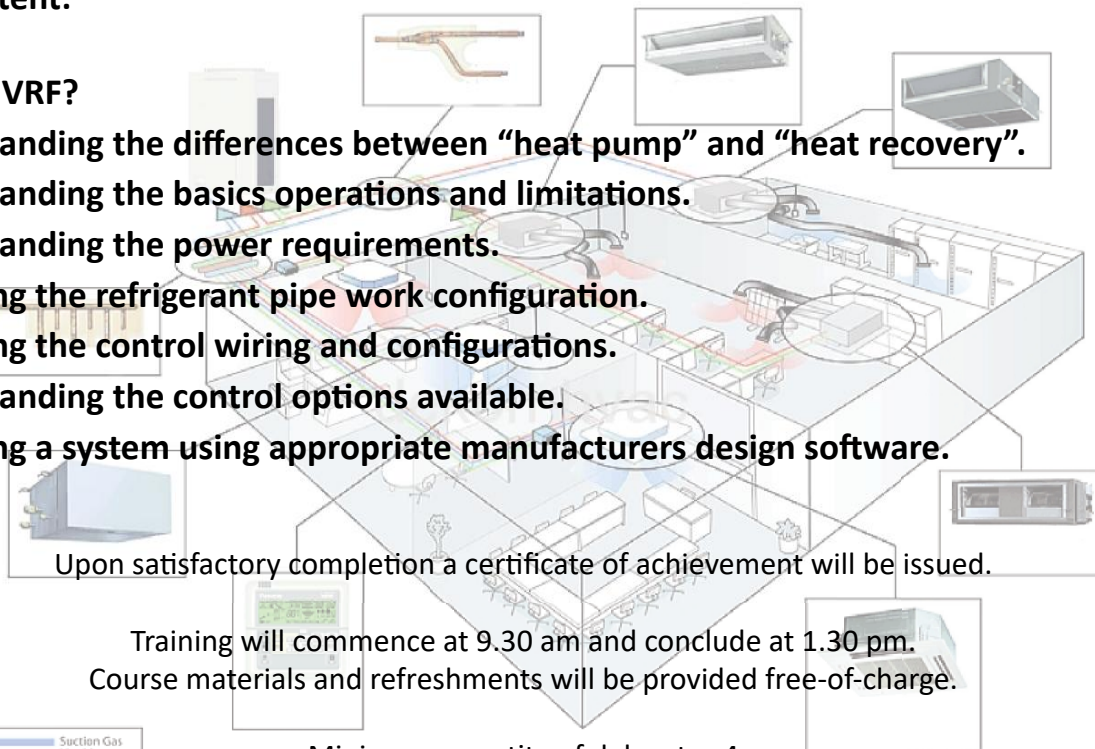 tent:
VRF?
anding the differences between “heat pump” and “heat recovery”.
anding the basics operations and limitations.
anding the power requirements.
ng the refrigerant pipe work configuration.
ng the control wiring and configurations.
anding the control options available.
ng a system using appropriate manufacturers design software.
Upon satisfactory completion a certificate of achievement will be issued.
Training will commence at 9.30 am and conclude at 1.30 pm.
Course materials and refreshments will be provided free-of-charge.
Suction Gas